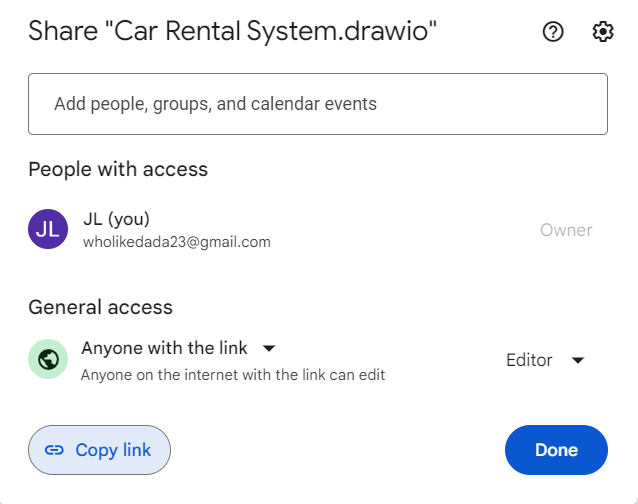 Share "Car Rental System.drawio"
Add people, groups, and calendar events
People with access
JL
JL (you)
wholikedada23@gmail.com
Owner
General access
Anyone with the link
Anyone on the internet with the link can edit
Editor
Copy link
Done